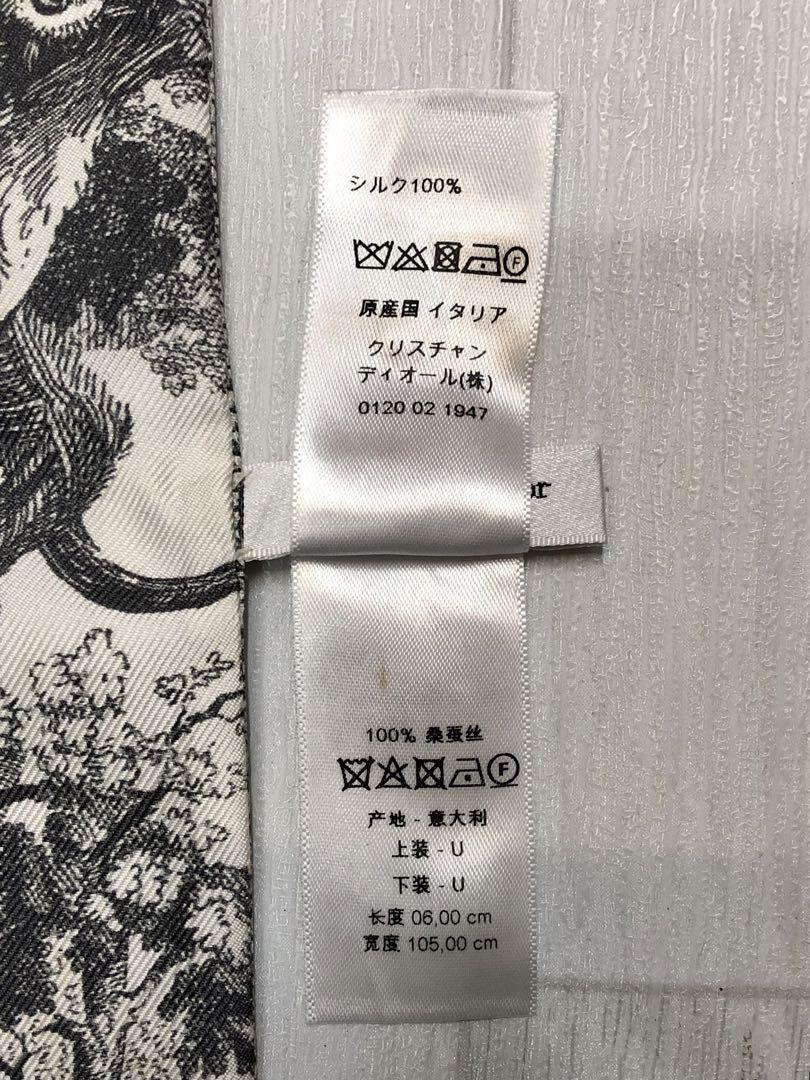 シルク100%
F
原産国 イタリア
クリスチャン
ディオール(株)
0120 02 1947
100% 桑蚕丝
F
产地 - 意大利
上装 - U
下装 - U
长度 06,00 cm
宽度 105,00 cm